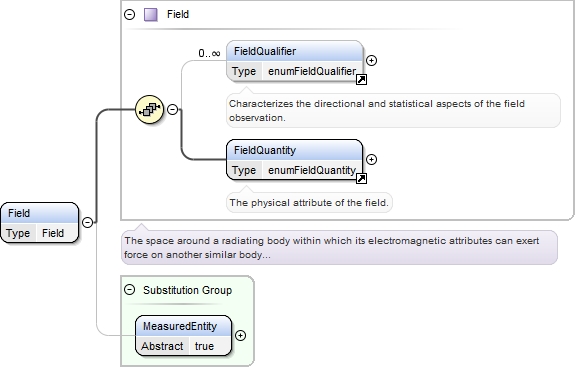 Field
0..∞
FieldQualifier
Type enumFieldQualifier
Characterizes the directional and statistical aspects of the field
observation.
FieldQuantity
Type enumFieldQuantity
The physical attribute of the field.
Field
Type Field
The space around a radiating body within which its electromagnetic attributes can exert
force on another similar body...
Substitution Group
MeasuredEntity
Abstract true